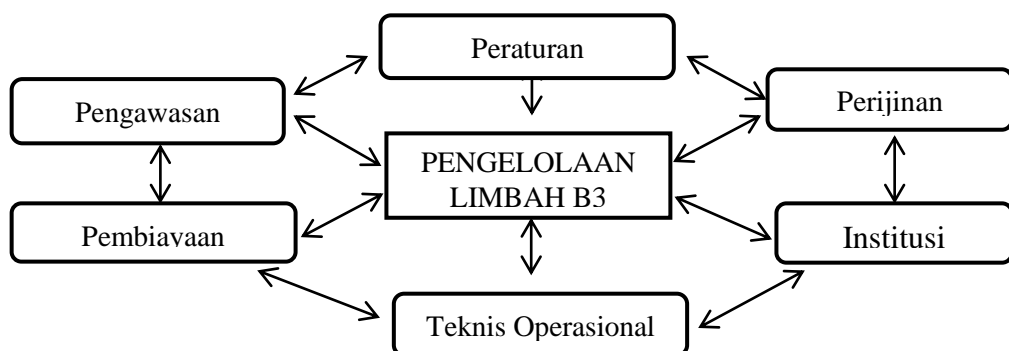 Peraturan
Pengawasan
Perijinan
PENGELOLAAN
LIMBAH B3
Pembiayaan
Institusi
Teknis Operasional